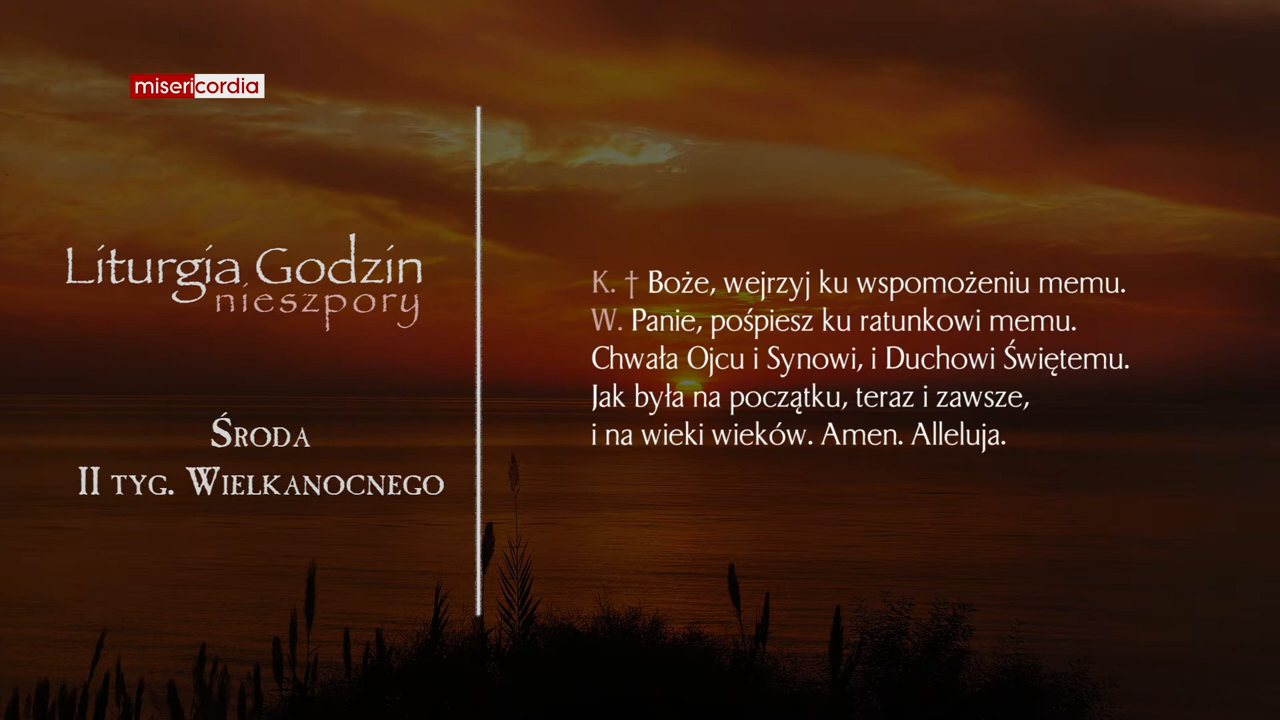 misericordia
Liturgia Godzin
nieszpory
Środa
II tyg. Wielkanocnego
K. † Boże, wejrzyj ku wspomożeniu memu.
W. Panie, pośpiesz ku ratunkowi memu.
Chwała Ojcu i Synowi, i Duchowi Świętemu.
Jak była na początku, teraz i zawsze,
i na wieki wieków. Amen. Alleluja.